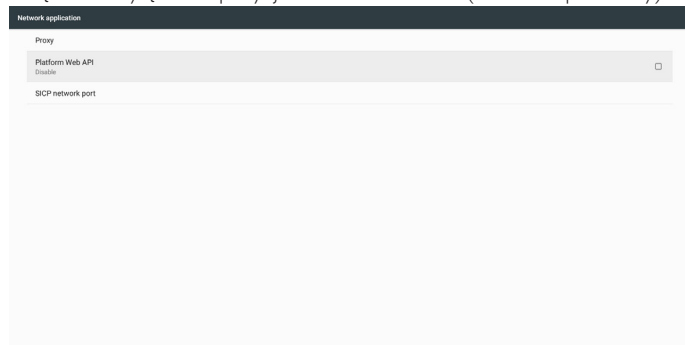 Network application
Proxy
Platform Web API
Disable
SICP network port